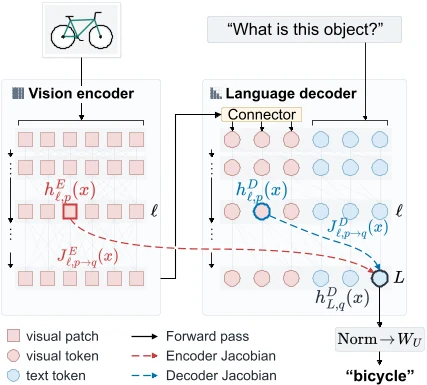 “What is this object?”
Vision encoder
Language decoder
Connector
h^E_{ℓ,p}(x)
h^D_{ℓ,p}(x)
ℓ
ℓ
J^D_{ℓ,p→q}(x)
J^E_{ℓ,p→q}(x)
L
h^D_{L,q}(x)
visual patch
Forward pass
Norm→W_U
visual token
Encoder Jacobian
text token
Decoder Jacobian
“bicycle”